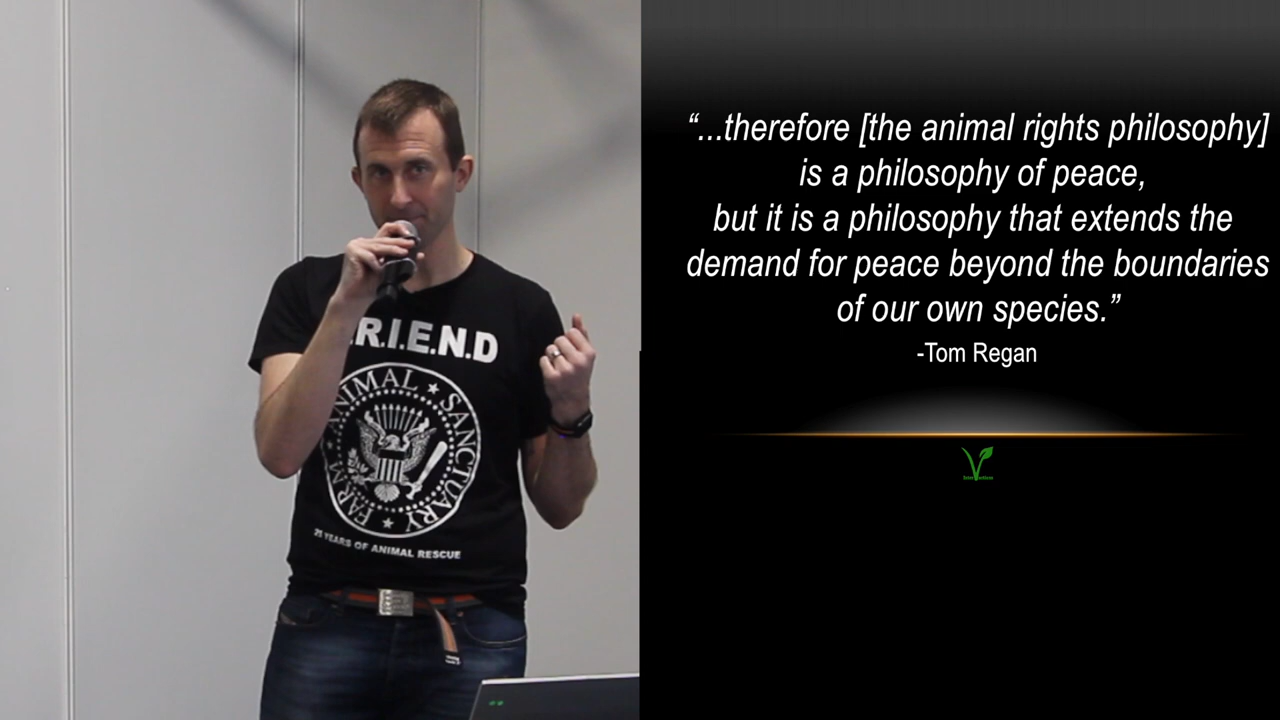 .R.I.E.N.D
ANIMAL ★ SANCTUARY ★ FARM
21 YEARS OF ANIMAL RESCUE
“...therefore [the animal rights philosophy]
is a philosophy of peace,
but it is a philosophy that extends the
demand for peace beyond the boundaries
of our own species.”
-Tom Regan